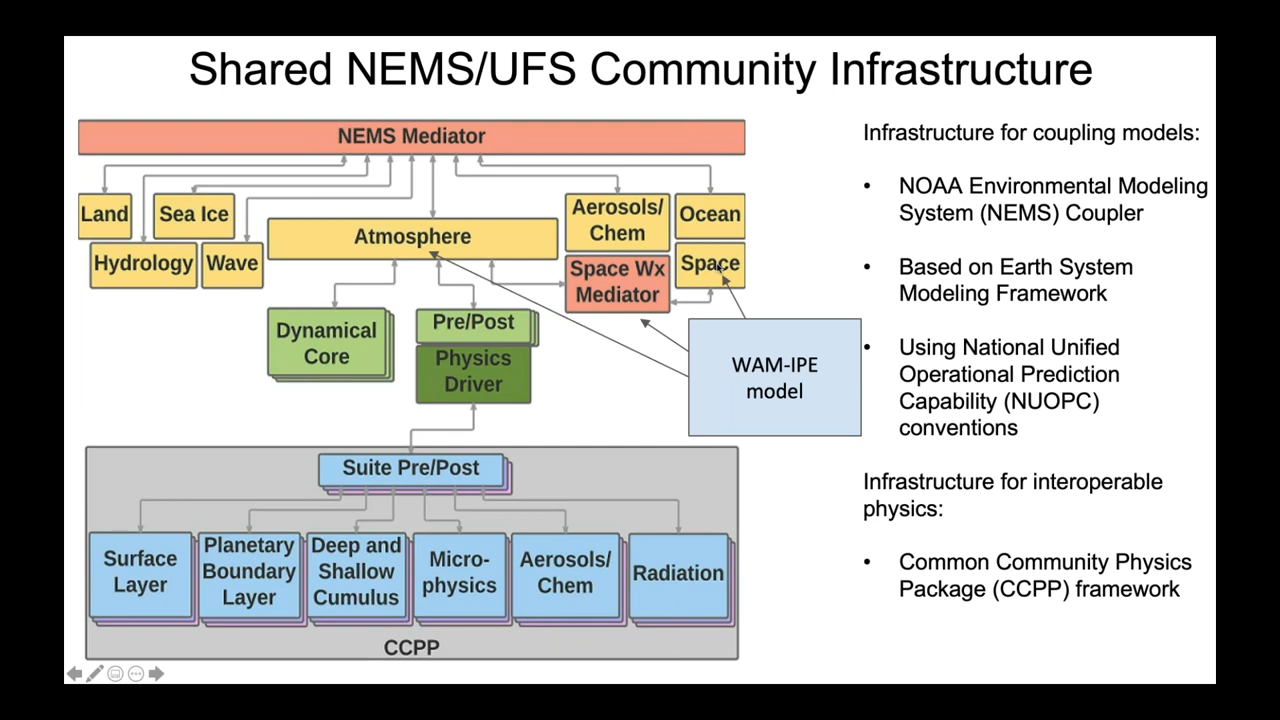 Shared NEMS/UFS Community Infrastructure
NEMS Mediator
Land
Sea Ice
Hydrology
Wave
Atmosphere
Aerosols/
Chem
Ocean
Space Wx
Mediator
Space
Dynamical
Core
Pre/Post
Physics
Driver
WAM-IPE
model
Suite Pre/Post
Surface
Layer
Planetary
Boundary
Layer
Deep and
Shallow
Cumulus
Micro-
physics
Aerosols/
Chem
Radiation
CCPP
Infrastructure for coupling models:
• NOAA Environmental Modeling
System (NEMS) Coupler
• Based on Earth System
Modeling Framework
• Using National Unified
Operational Prediction
Capability (NUOPC)
conventions
Infrastructure for interoperable
physics:
• Common Community Physics
Package (CCPP) framework